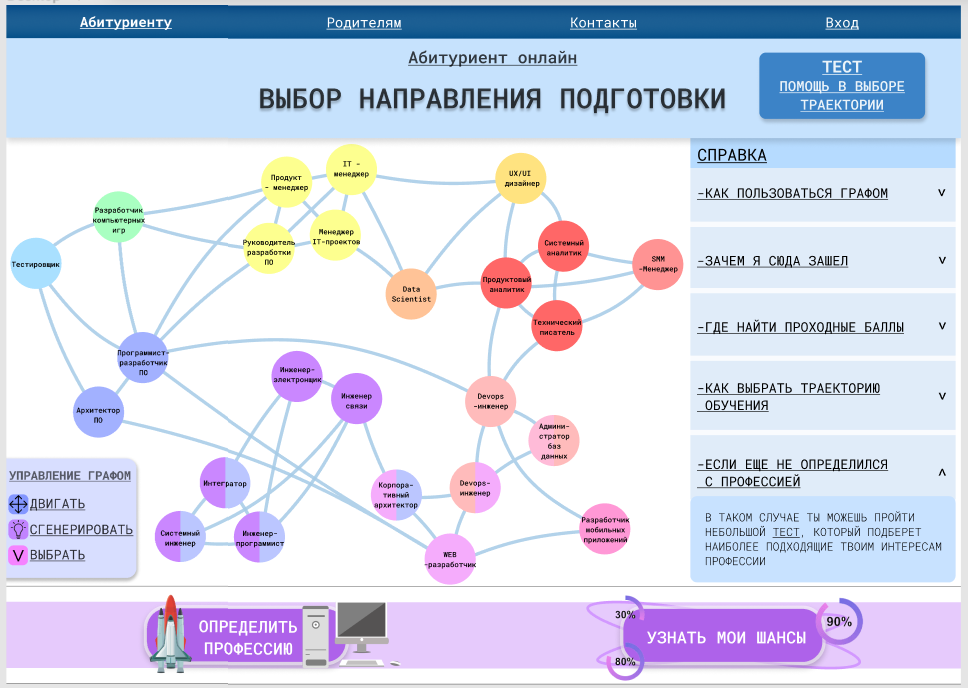 Абитуриенту
Родителям
Контакты
Вход
Абитуриент онлайн
ВЫБОР НАПРАВЛЕНИЯ ПОДГОТОВКИ
ТЕСТ
ПОМОЩЬ В ВЫБОРЕ
ТРАЕКТОРИИ
IT -
менеджер
Продукт
- менеджер
UX/UI
дизайнер
Разработчик
компьютерных
игр
Руководитель
разработки
ПО
Менеджер
IT-проектов
Системный
аналитик
Тестировщик
SMM
-Менеджер
Data
Scientist
Продуктовый
аналитик
Технический
писатель
Программист-
разработчик
ПО
Инженер-
электронщик
Инженер
связи
Devops
-инженер
Архитектор
ПО
Админи-
стратор
баз
данных
Интегратор
Корпора-
тивный
архитектор
Devops-
инженер
Системный
инженер
Инженер-
программист
Разработчик
мобильных
приложений
WEB
-разработчик
УПРАВЛЕНИЕ ГРАФОМ
ДВИГАТЬ
СГЕНЕРИРОВАТЬ
V ВЫБРАТЬ
СПРАВКА
-КАК ПОЛЬЗОВАТЬСЯ ГРАФОМ
-ЗАЧЕМ Я СЮДА ЗАШЕЛ
-ГДЕ НАЙТИ ПРОХОДНЫЕ БАЛЛЫ
-КАК ВЫБРАТЬ ТРАЕКТОРИЮ
ОБУЧЕНИЯ
-ЕСЛИ ЕЩЕ НЕ ОПРЕДЕЛИЛСЯ
С ПРОФЕССИЕЙ
В ТАКОМ СЛУЧАЕ ТЫ МОЖЕШЬ ПРОЙТИ
НЕБОЛЬШОЙ ТЕСТ, КОТОРЫЙ ПОДБЕРЕТ
НАИБОЛЕЕ ПОДХОДЯЩИЕ ТВОИМ ИНТЕРЕСАМ
ПРОФЕССИИ
ОПРЕДЕЛИТЬ
ПРОФЕССИЮ
30%
УЗНАТЬ МОИ ШАНСЫ
90%
80%